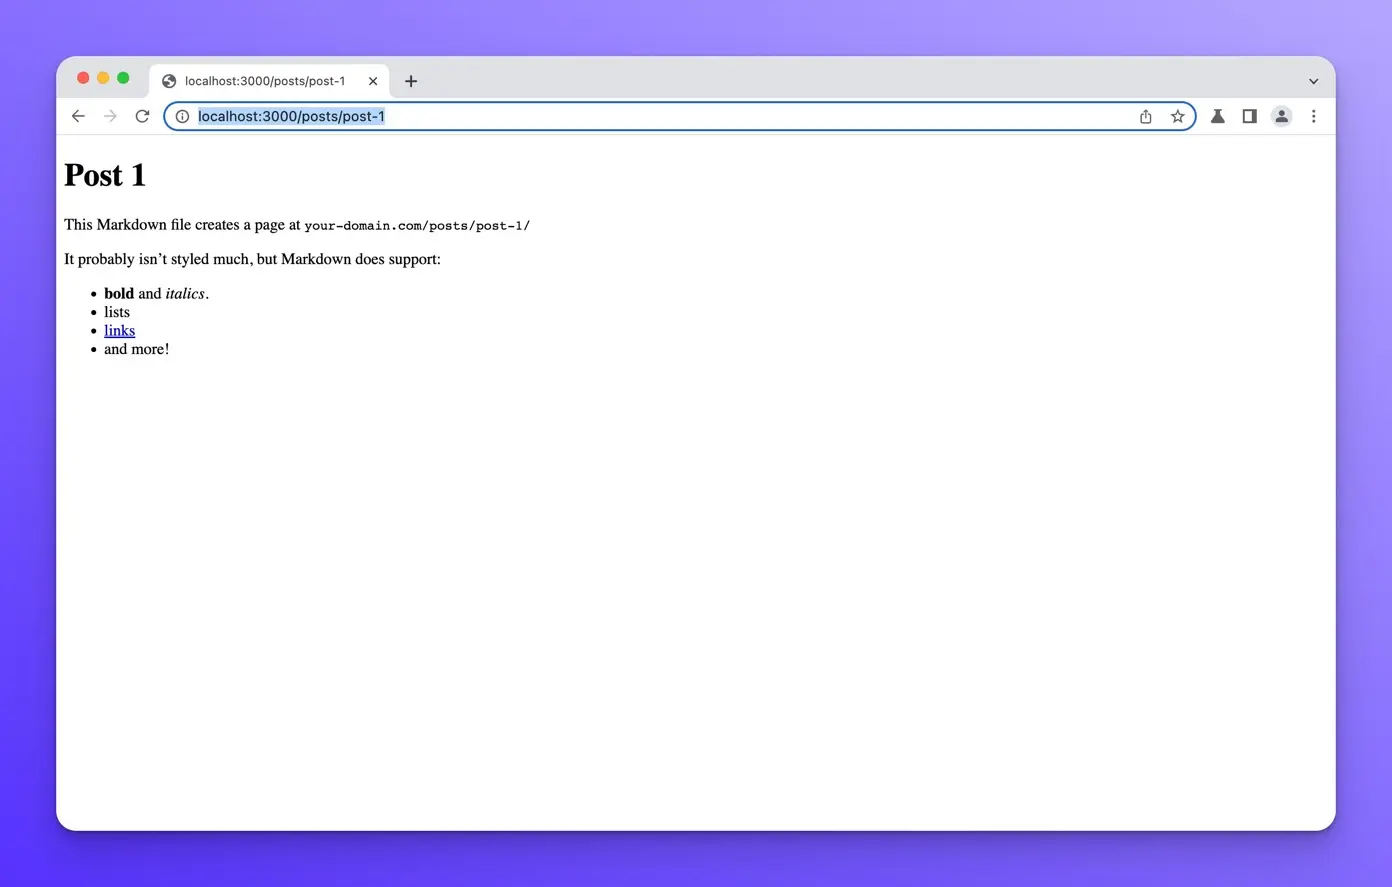 localhost:3000/posts/post-1
localhost:3000/posts/post-1
Post 1
This Markdown file creates a page at your-domain.com/posts/post-1/
It probably isn’t styled much, but Markdown does support:
• bold and italics.
• lists
• links
• and more!